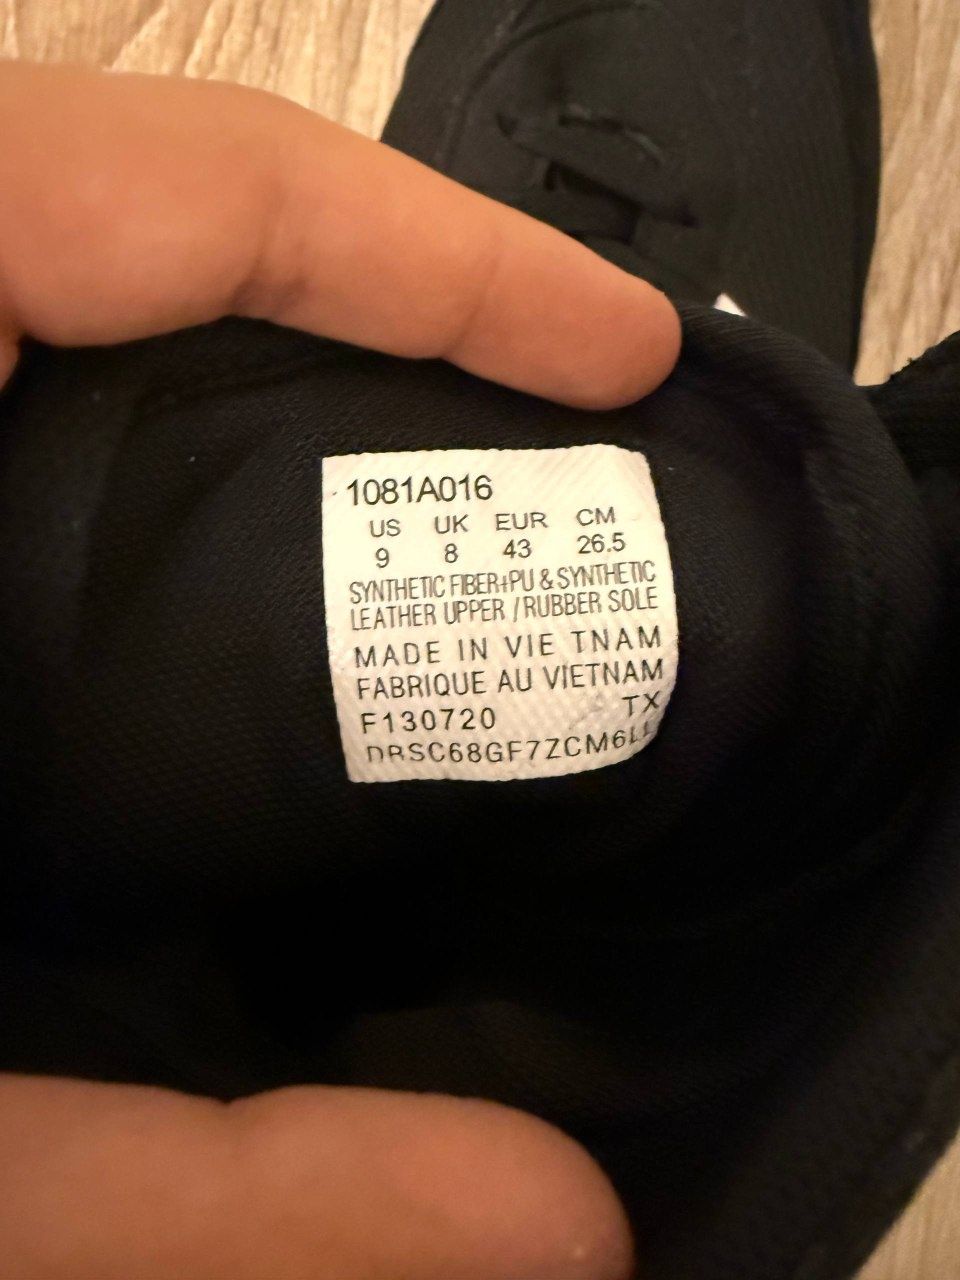 1081A016
US UK EUR CM
9 8 43 26.5
SYNTHETIC FIBER+PU & SYNTHETIC
LEATHER UPPER / RUBBER SOLE
MADE IN VIE TNAM
FABRIQUE AU VIETNAM
F130720 TX